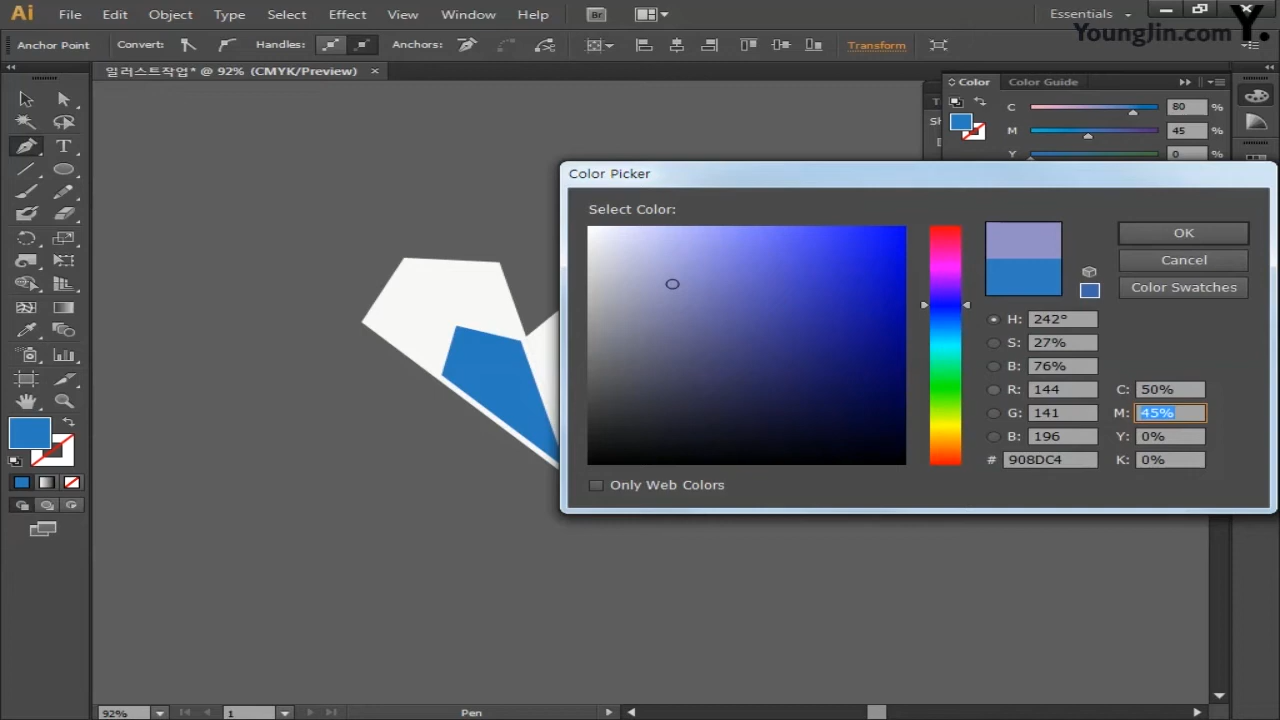 Ai File Edit Object Type Select Effect View Window Help Br Essentials
YoungJin.com Y.
Anchor Point Convert: Handles: Anchors: Transform
일러스트작업* @ 92% (CMYK/Preview) ×
Color Color Guide
C 80 %
M 45 %
Y 0 %
T
Color Picker
Select Color:
OK
Cancel
Color Swatches
H: 242°
S: 27%
B: 76%
R: 144 C: 50%
G: 141 M: 45%
B: 196 Y: 0%
# 908DC4 K: 0%
Only Web Colors
92% 1 Pen